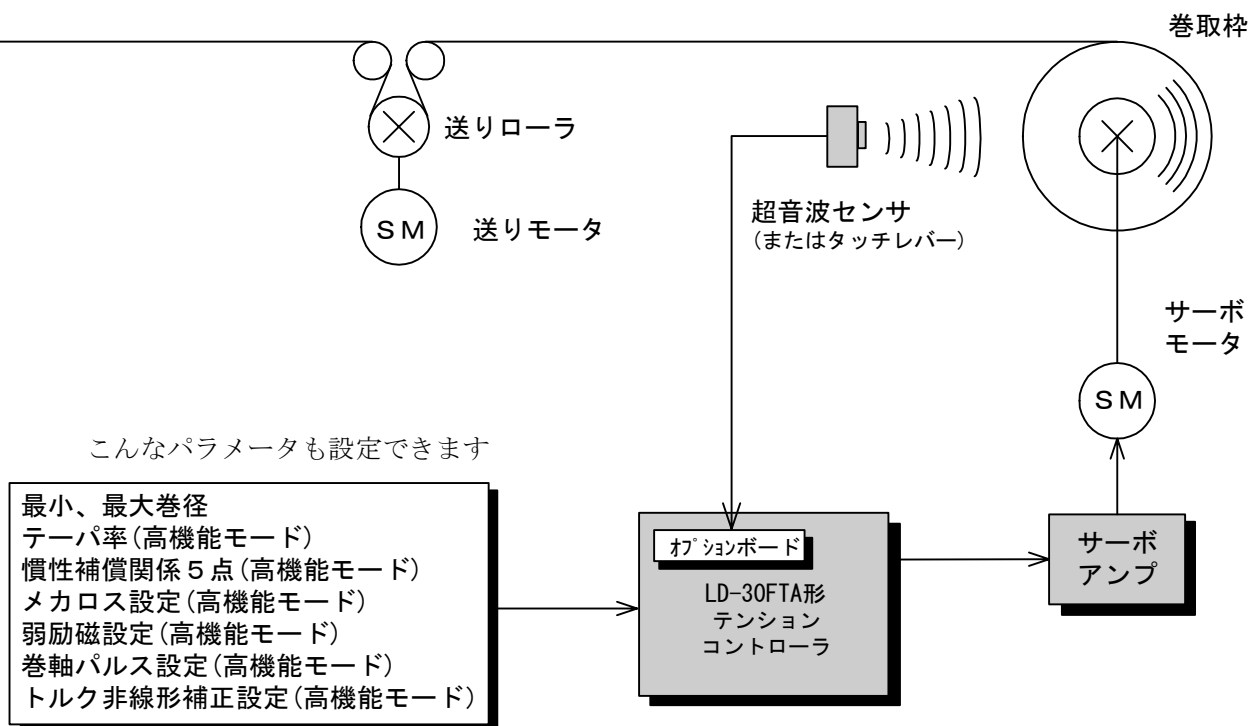 巻取枠
送りローラ
SM
送りモータ
超音波センサ
(またはタッチレバー)
サーボ
モータ
SM
こんなパラメータも設定できます
最小、最大巻径
テーパ率(高機能モード)
慣性補償関係5点(高機能モード)
メカロス設定(高機能モード)
弱励磁設定(高機能モード)
巻軸パルス設定(高機能モード)
トルク非線形補正設定(高機能モード)
オプションボード
LD-30FTA形
テンション
コントローラ
サーボ
アンプ